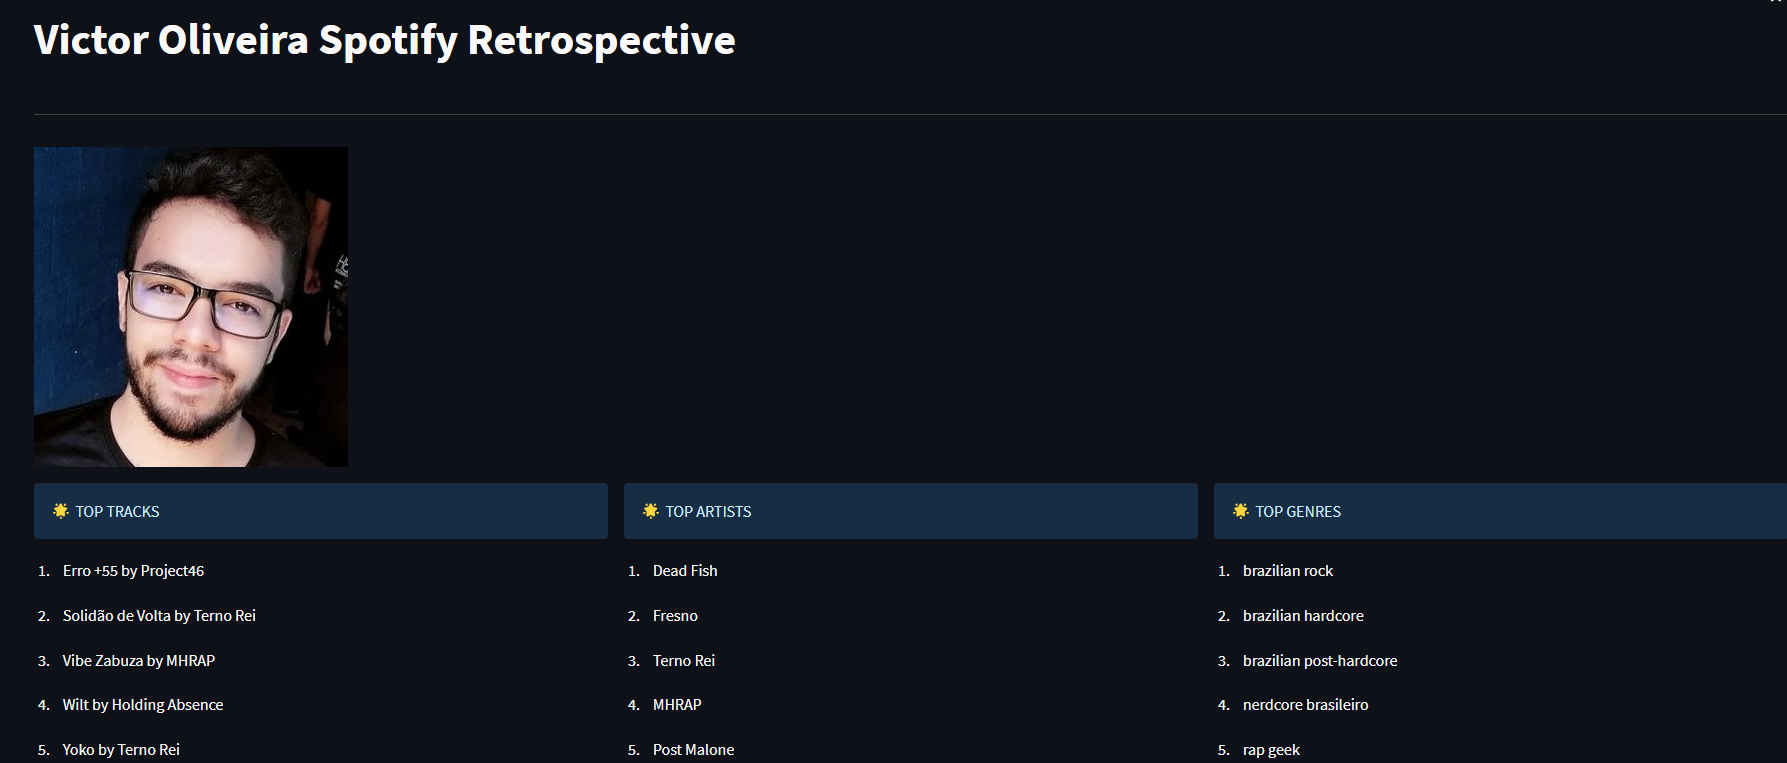 Victor Oliveira Spotify Retrospective
TOP TRACKS
1. Erro +55 by Project46
2. Solidão de Volta by Terno Rei
3. Vibe Zabuza by MHRAP
4. Wilt by Holding Absence
5. Yoko by Terno Rei
TOP ARTISTS
1. Dead Fish
2. Fresno
3. Terno Rei
4. MHRAP
5. Post Malone
TOP GENRES
1. brazilian rock
2. brazilian hardcore
3. brazilian post-hardcore
4. nerdcore brasileiro
5. rap geek